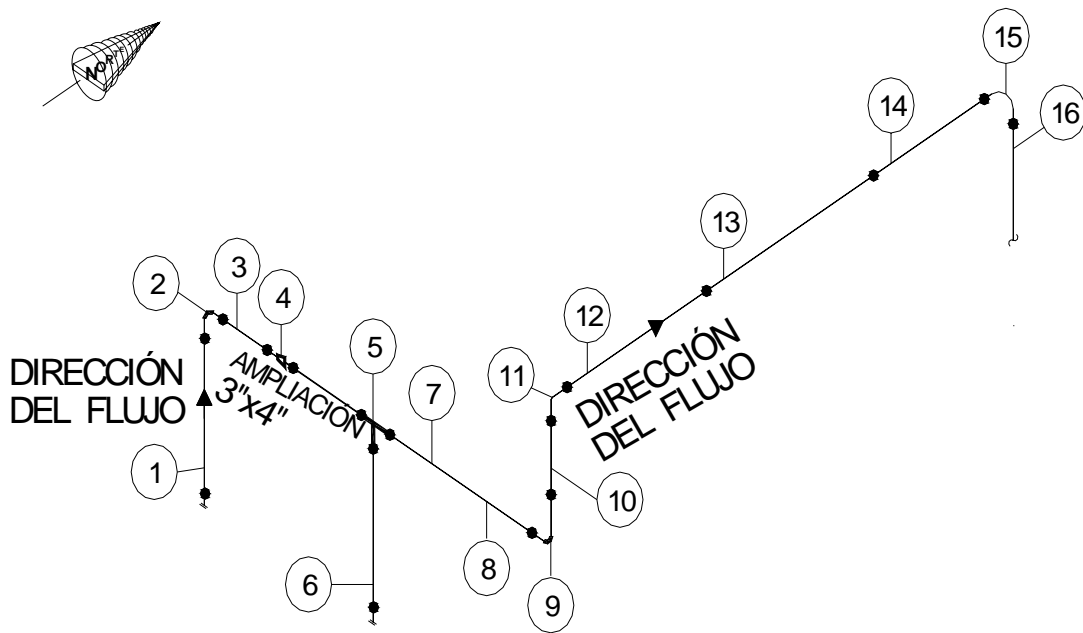 NORTE
15
14
16
13
3
2
4
12
5
DIRECCIÓN
DEL FLUJO
AMPLIACIÓN
3"x4"
11
7
DIRECCIÓN
DEL FLUJO
1
10
8
6
9